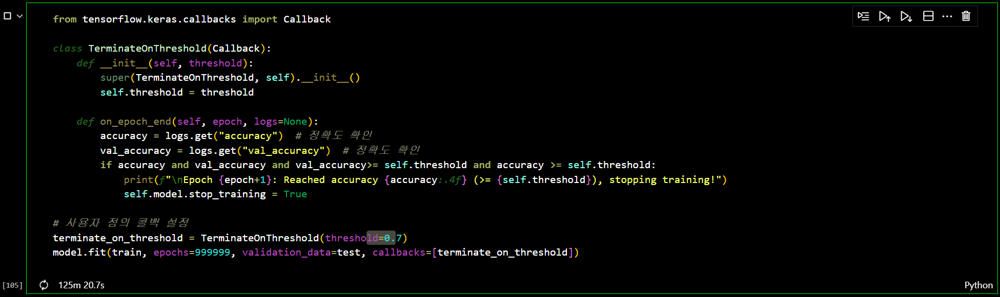 from tensorflow.keras.callbacks import Callback
class TerminateOnThreshold(Callback):
    def __init__(self, threshold):
        super(TerminateOnThreshold, self).__init__()
        self.threshold = threshold
    def on_epoch_end(self, epoch, logs=None):
        accuracy = logs.get("accuracy")  # 정확도 확인
        val_accuracy = logs.get("val_accuracy")  # 정확도 확인
        if accuracy and val_accuracy and val_accuracy>= self.threshold and accuracy >= self.threshold:
            print(f"\nEpoch {epoch+1}: Reached accuracy {accuracy:.4f} (>= {self.threshold}), stopping training!")
            self.model.stop_training = True
# 사용자 정의 콜백 설정
terminate_on_threshold = TerminateOnThreshold(threshold=0.7)
model.fit(train, epochs=999999, validation_data=test, callbacks=[terminate_on_threshold])
[105] 125m 20.7s Python